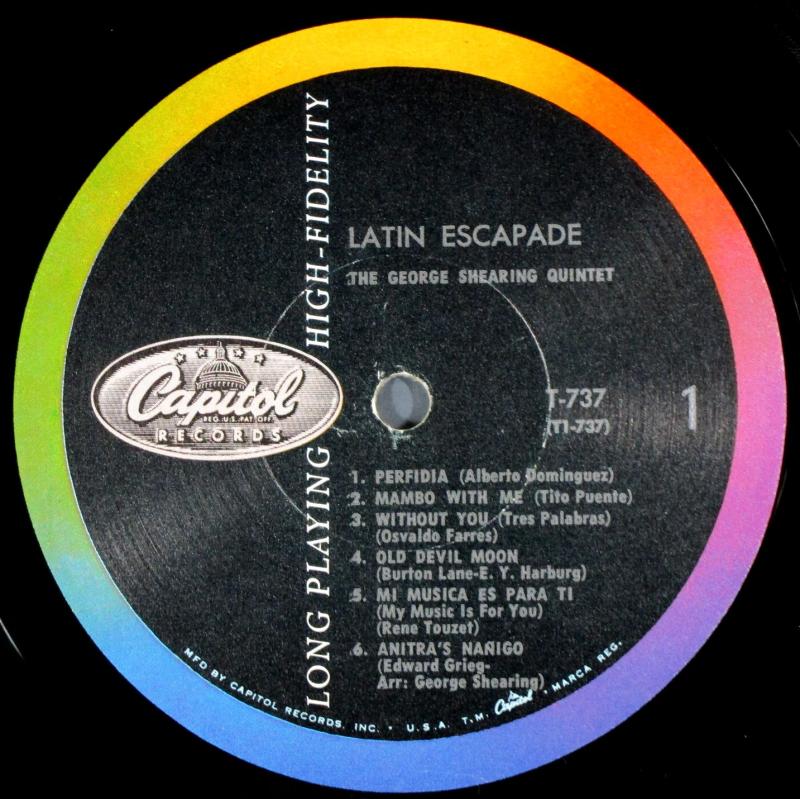 LONG PLAYING HIGH-FIDELITY
LATIN ESCAPADE
THE GEORGE SHEARING QUINTET
Capitol
REG. U.S. PAT. OFF.
RECORDS
T-737
(T1-737)
1
1. PERFIDIA (Alberto Dominguez)
2. MAMBO WITH ME (Tito Puente)
3. WITHOUT YOU (Tres Palabras)
(Osvaldo Farres)
4. OLD DEVIL MOON
(Burton Lane-E. Y. Harburg)
5. MI MUSICA ES PARA TI
(My Music Is For You)
(Rene Touzet)
6. ANITRA'S NAÑIGO
(Edward Grieg-
Arr: George Shearing)
MFD BY CAPITOL RECORDS, INC. • U.S.A. T.M. Capitol • MARCA REG.